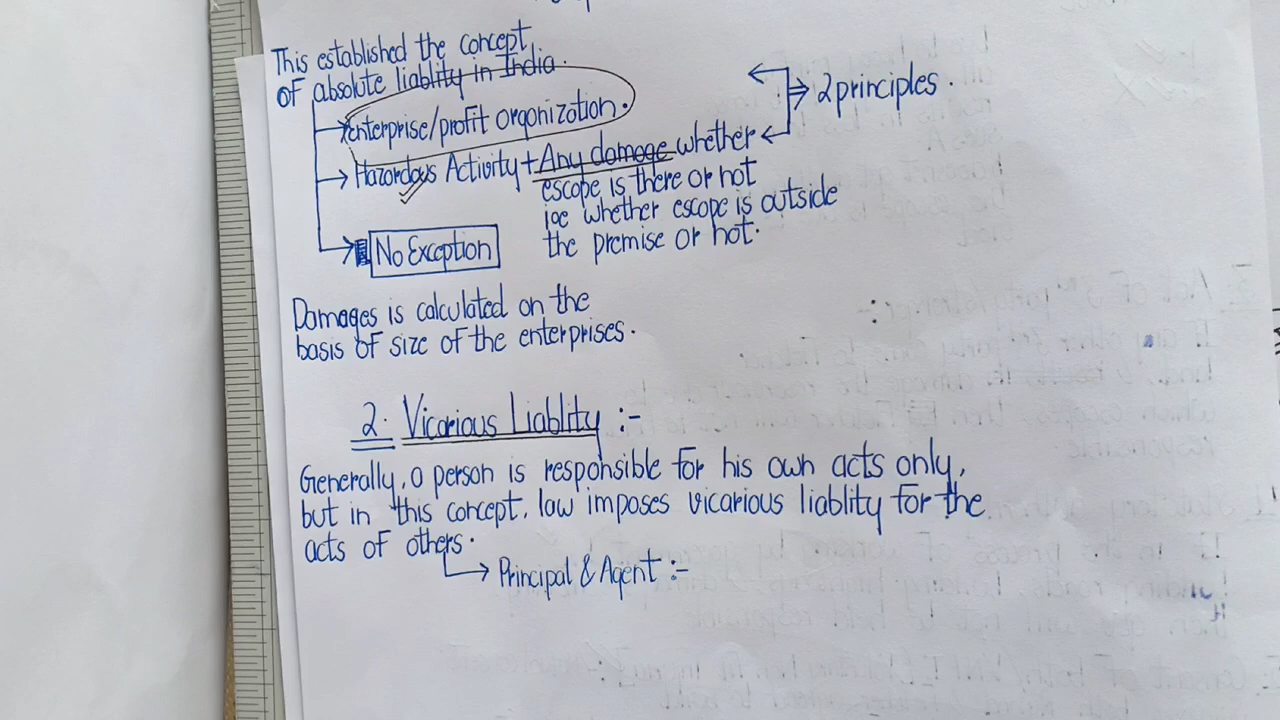 This established the concept
of absolute liablity in India.
Enterprise/profit organization.
2 principles.
Hazardous Activity + Any damage whether
escape is there or not
ie whether escape is outside
the premise or not.
No Exception
Damages is calculated on the
basis of size of the enterprises.
2. Vicarious Liablity :-
Generally, a person is responsible for his own acts only,
but in this concept, law imposes vicarious liablity for the
acts of others.
Principal & Agent :-